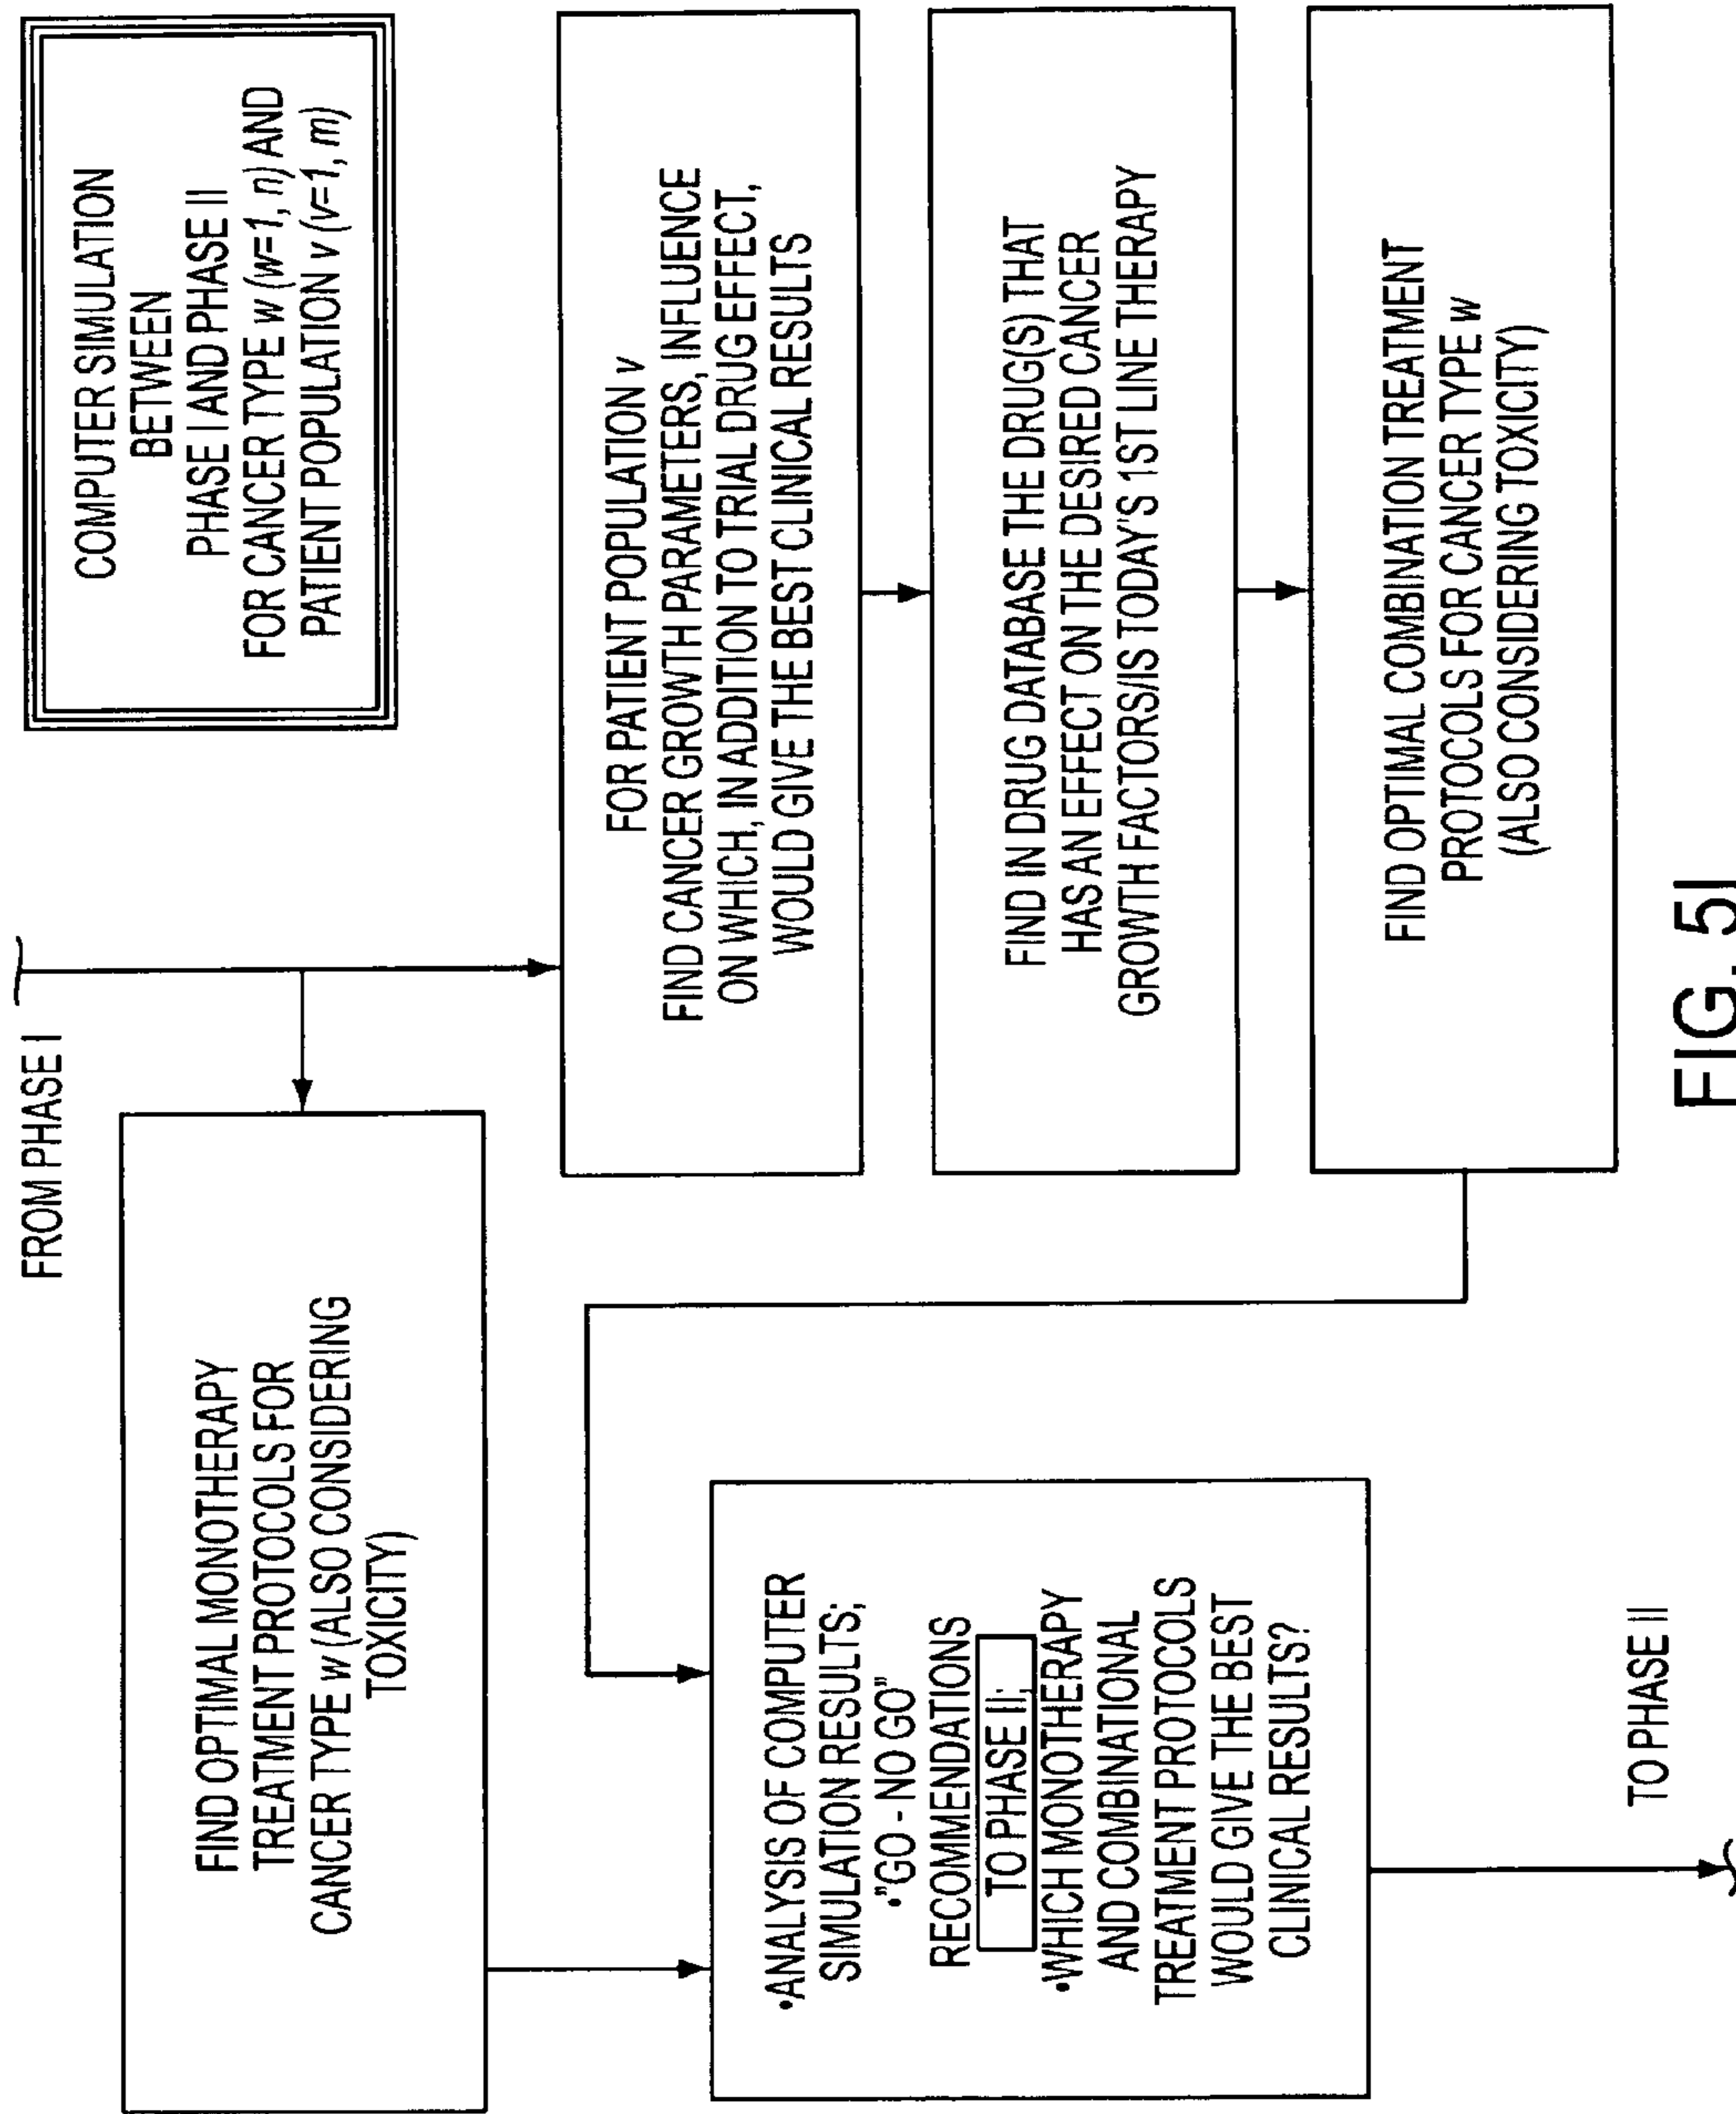 FROM PHASE I
COMPUTER SIMULATION
BETWEEN
PHASE I AND PHASE II
FOR CANCER TYPE w (w=1, n) AND
PATIENT POPULATION v (v=1, m)
FIND OPTIMAL MONOTHERAPY
TREATMENT PROTOCOLS FOR
CANCER TYPE w (ALSO CONSIDERING
TOXICITY)
FOR PATIENT POPULATION v
FIND CANCER GROWTH PARAMETERS, INFLUENCE
ON WHICH, IN ADDITION TO TRIAL DRUG EFFECT,
WOULD GIVE THE BEST CLINICAL RESULTS
FIND IN DRUG DATABASE THE DRUG(S) THAT
HAS AN EFFECT ON THE DESIRED CANCER
GROWTH FACTORS/IS TODAY'S 1ST LINE THERAPY
FIND OPTIMAL COMBINATION TREATMENT
PROTOCOLS FOR CANCER TYPE w
(ALSO CONSIDERING TOXICITY)
•ANALYSIS OF COMPUTER
SIMULATION RESULTS;
•"GO - NO GO"
RECOMMENDATIONS
TO PHASE II;
•WHICH MONOTHERAPY
AND COMBINATIONAL
TREATMENT PROTOCOLS
WOULD GIVE THE BEST
CLINICAL RESULTS?
TO PHASE II
FIG. 5I